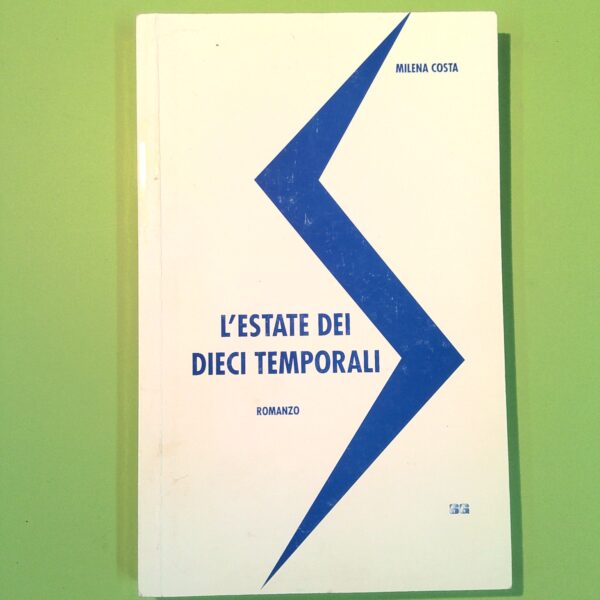 MILENA COSTA
L'ESTATE DEI
DIECI TEMPORALI
ROMANZO